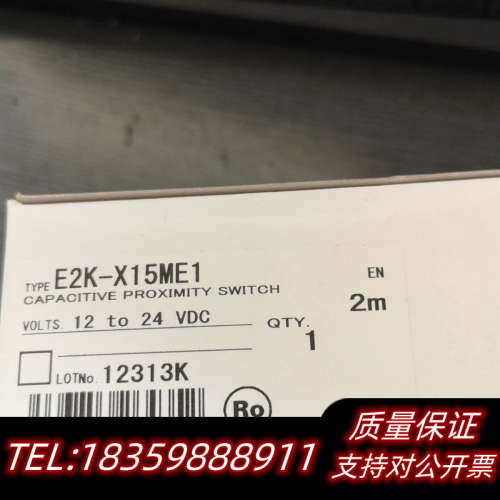 TYPE E2K-X15ME1
EN
CAPACITIVE PROXIMITY SWITCH
2m
VOLTS. 12 to 24 VDC
QTY.
1
LOTNo. 12313K
Ro
TEL:18359888911
质量保证
支持对公开票